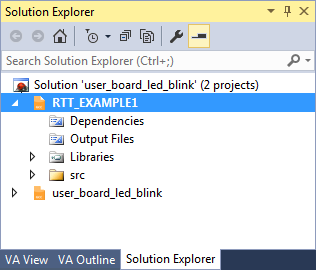 Solution Explorer
Search Solution Explorer (Ctrl+;)
Solution 'user_board_led_blink' (2 projects)
RTT_EXAMPLE1
Dependencies
Output Files
Libraries
src
user_board_led_blink
VA View VA Outline Solution Explorer